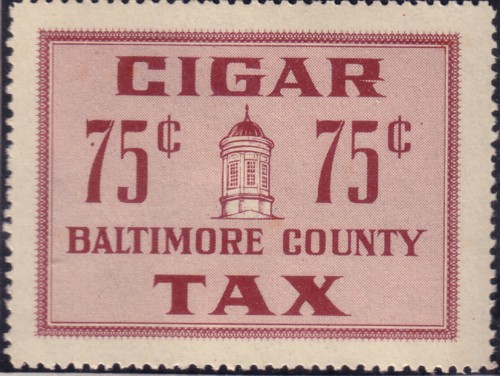 CIGAR
75¢ 75¢
BALTIMORE COUNTY
TAX